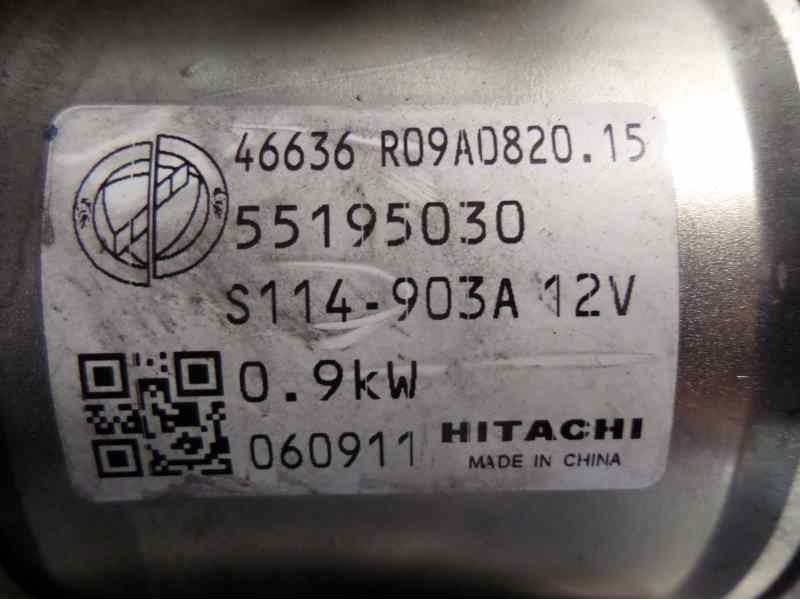 46636 R09A0820.15
55195030
S114-903A 12V
0.9kW
060911 HITACHI
MADE IN CHINA